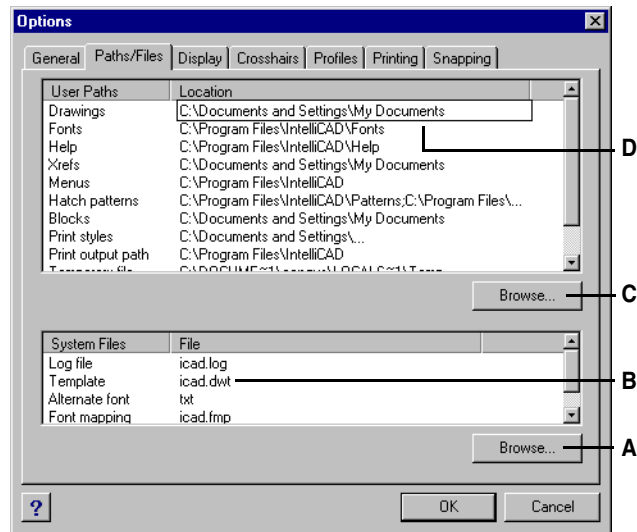 Options
General Paths/Files Display Crosshairs Profiles Printing Snapping
User Paths Location
Drawings C:\Documents and Settings\My Documents
Fonts C:\Program Files\IntelliCAD\Fonts
D
Help C:\Program Files\IntelliCAD\Help
Xrefs C:\Documents and Settings\My Documents
Menus C:\Program Files\IntelliCAD
Hatch patterns C:\Program Files\IntelliCAD\Patterns;C:\Program Files\...
Blocks C:\Documents and Settings\My Documents
Print styles C:\Documents and Settings\...
Print output path C:\Program Files\IntelliCAD
Browse... C
System Files File
Log file icad.log
Template icad.dwt B
Alternate font txt
Font mapping icad.fmp
Browse... A
? OK Cancel